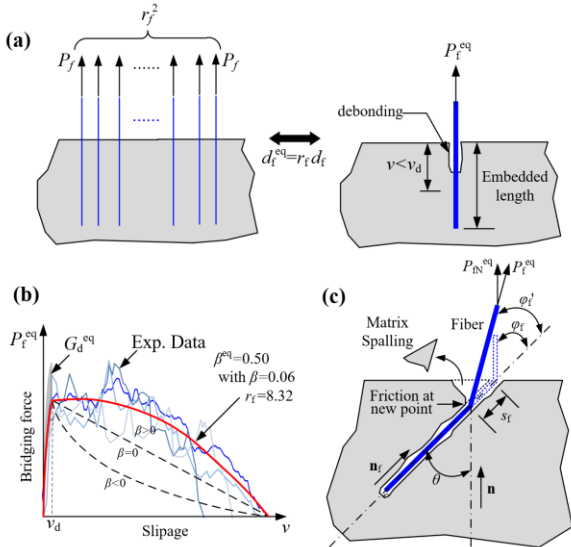 (a)
r_f^2
P_f ...... P_f
......
d_f^eq=r_f d_f
P_f^eq
debonding
v<v_d
Embedded
length
(b)
P_f^eq
G_d^eq
Exp. Data
β^eq=0.50
with β=0.06
r_f=8.32
β>0
β=0
β<0
Bridging force
v_d
Slippage
v
(c)
P_fN^eq P_f^eq
φ_f'
φ_f
Fiber
Matrix
Spalling
Friction at
new point
s_f
n_f
θ
n